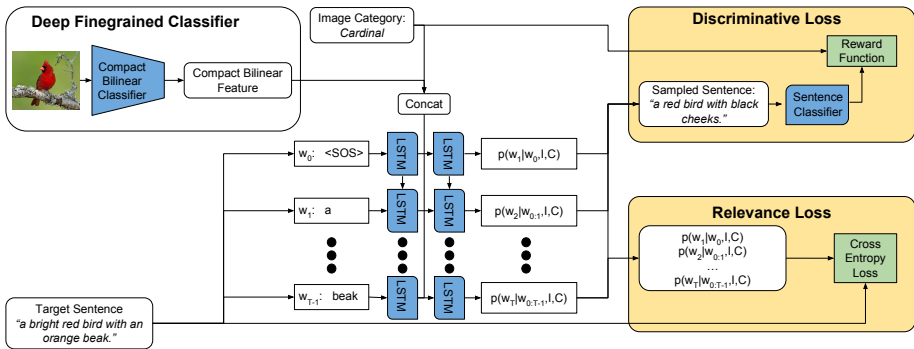 Deep Finegrained Classifier
Compact
Bilinear
Classifier
Compact Bilinear
Feature
Image Category:
Cardinal
Concat
Discriminative Loss
Reward
Function
Sampled Sentence:
"a red bird with black
cheeks."
Sentence
Classifier
w0: <SOS>
LSTM
LSTM
p(w1|w0,I,C)
w1: a
LSTM
LSTM
p(w2|w0:1,I,C)
wT-1: beak
LSTM
LSTM
p(wT|w0:T-1,I,C)
Relevance Loss
p(w1|w0,I,C)
p(w2|w0:1,I,C)
...
p(wT|w0:T-1,I,C)
Cross
Entropy
Loss
Target Sentence
"a bright red bird with an
orange beak."